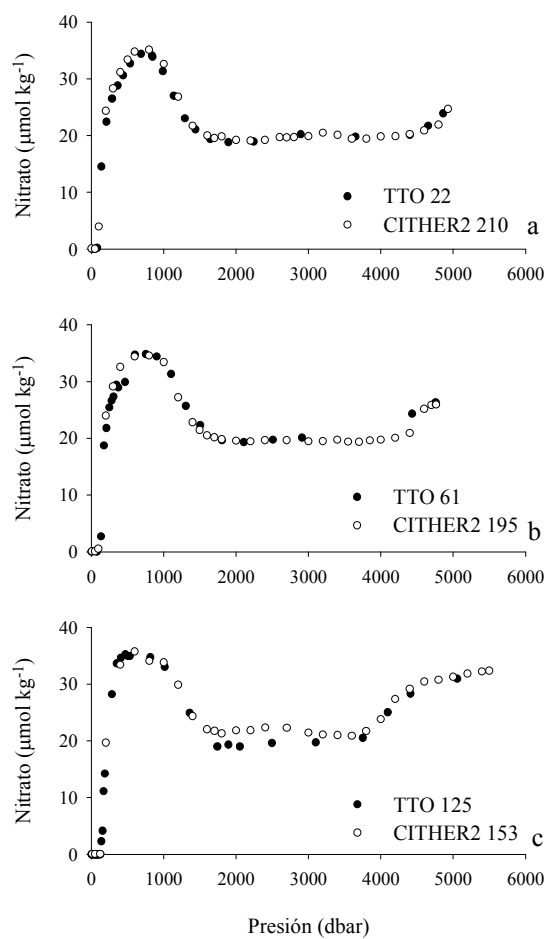 40
30
20
10
0
Nitrato (µmol kg-1)
TTO 22
CITHER2 210
a
0 1000 2000 3000 4000 5000 6000
40
30
20
10
0
Nitrato (µmol kg-1)
TTO 61
CITHER2 195
b
0 1000 2000 3000 4000 5000 6000
40
30
20
10
0
Nitrato (µmol kg-1)
TTO 125
CITHER2 153
c
0 1000 2000 3000 4000 5000 6000
Presión (dbar)